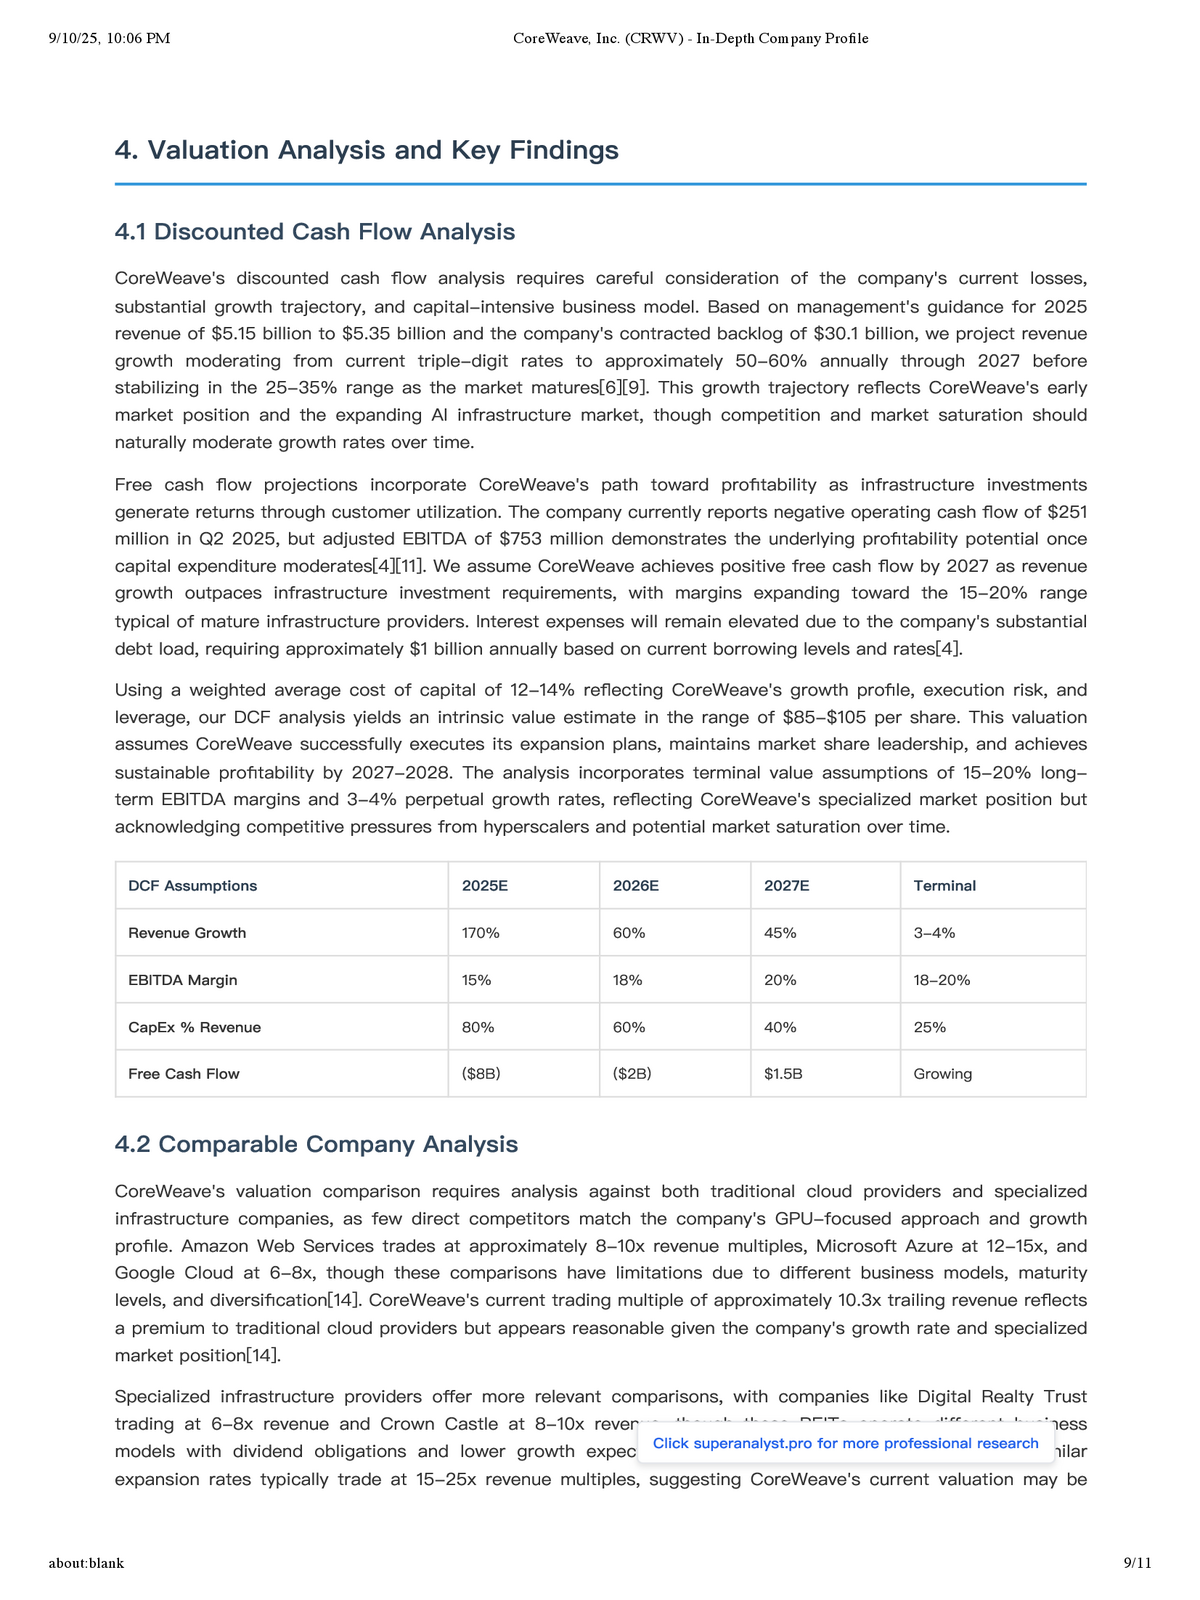 9/10/25, 10:06 PM
CoreWeave, Inc. (CRWV) - In-Depth Company Profile
4. Valuation Analysis and Key Findings
4.1 Discounted Cash Flow Analysis
CoreWeave's discounted cash flow analysis requires careful consideration of the company's current losses,
substantial growth trajectory, and capital-intensive business model. Based on management's guidance for 2025
revenue of $5.15 billion to $5.35 billion and the company's contracted backlog of $30.1 billion, we project revenue
growth moderating from current triple-digit rates to approximately 50-60% annually through 2027 before
stabilizing in the 25-35% range as the market matures[6][9]. This growth trajectory reflects CoreWeave's early
market position and the expanding AI infrastructure market, though competition and market saturation should
naturally moderate growth rates over time.
Free cash flow projections incorporate CoreWeave's path toward profitability as infrastructure investments
generate returns through customer utilization. The company currently reports negative operating cash flow of $251
million in Q2 2025, but adjusted EBITDA of $753 million demonstrates the underlying profitability potential once
capital expenditure moderates[4][11]. We assume CoreWeave achieves positive free cash flow by 2027 as revenue
growth outpaces infrastructure investment requirements, with margins expanding toward the 15-20% range
typical of mature infrastructure providers. Interest expenses will remain elevated due to the company's substantial
debt load, requiring approximately $1 billion annually based on current borrowing levels and rates[4].
Using a weighted average cost of capital of 12-14% reflecting CoreWeave's growth profile, execution risk, and
leverage, our DCF analysis yields an intrinsic value estimate in the range of $85-$105 per share. This valuation
assumes CoreWeave successfully executes its expansion plans, maintains market share leadership, and achieves
sustainable profitability by 2027-2028. The analysis incorporates terminal value assumptions of 15-20% long-
term EBITDA margins and 3-4% perpetual growth rates, reflecting CoreWeave's specialized market position but
acknowledging competitive pressures from hyperscalers and potential market saturation over time.
DCF Assumptions 2025E 2026E 2027E Terminal
Revenue Growth 170% 60% 45% 3-4%
EBITDA Margin 15% 18% 20% 18-20%
CapEx % Revenue 80% 60% 40% 25%
Free Cash Flow ($8B) ($2B) $1.5B Growing
4.2 Comparable Company Analysis
CoreWeave's valuation comparison requires analysis against both traditional cloud providers and specialized
infrastructure companies, as few direct competitors match the company's GPU-focused approach and growth
profile. Amazon Web Services trades at approximately 8-10x revenue multiples, Microsoft Azure at 12-15x, and
Google Cloud at 6-8x, though these comparisons have limitations due to different business models, maturity
levels, and diversification[14]. CoreWeave's current trading multiple of approximately 10.3x trailing revenue reflects
a premium to traditional cloud providers but appears reasonable given the company's growth rate and specialized
market position[14].
Specialized infrastructure providers offer more relevant comparisons, with companies like Digital Realty Trust
trading at 6-8x revenue and Crown Castle at 8-10x revenue, though these REITs operate different business
models with dividend obligations and lower growth
Click superanalyst.pro for more professional research
expansion rates typically trade at 15-25x revenue multiples, suggesting CoreWeave's current valuation may be
about:blank
9/11